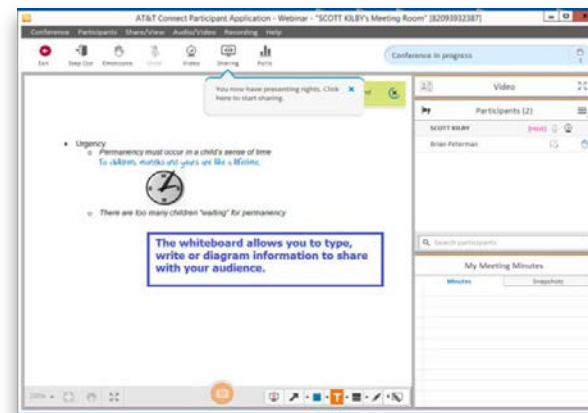 AT&T Connect Participant Application - Webinar - "SCOTT KILBY's Meeting Room" [82093932387]
Conference Participants Share/View Audio/Video Recording Help
Exit Step Out Emoticons Undo Video Sharing Polls
Conference in progress
1
You now have presenting rights. Click
here to start sharing.
Video
Participants (2)
SCOTT KILBY [Host]
Brian Peterman
Urgency
Permanency must occur in a child's sense of time
To children, months and years are like a lifetime.
There are too many children "waiting" for permanency
The whiteboard allows you to type,
write or diagram information to share
with your audience.
Search participants
My Meeting Minutes
Minutes Snapshots
100%
T